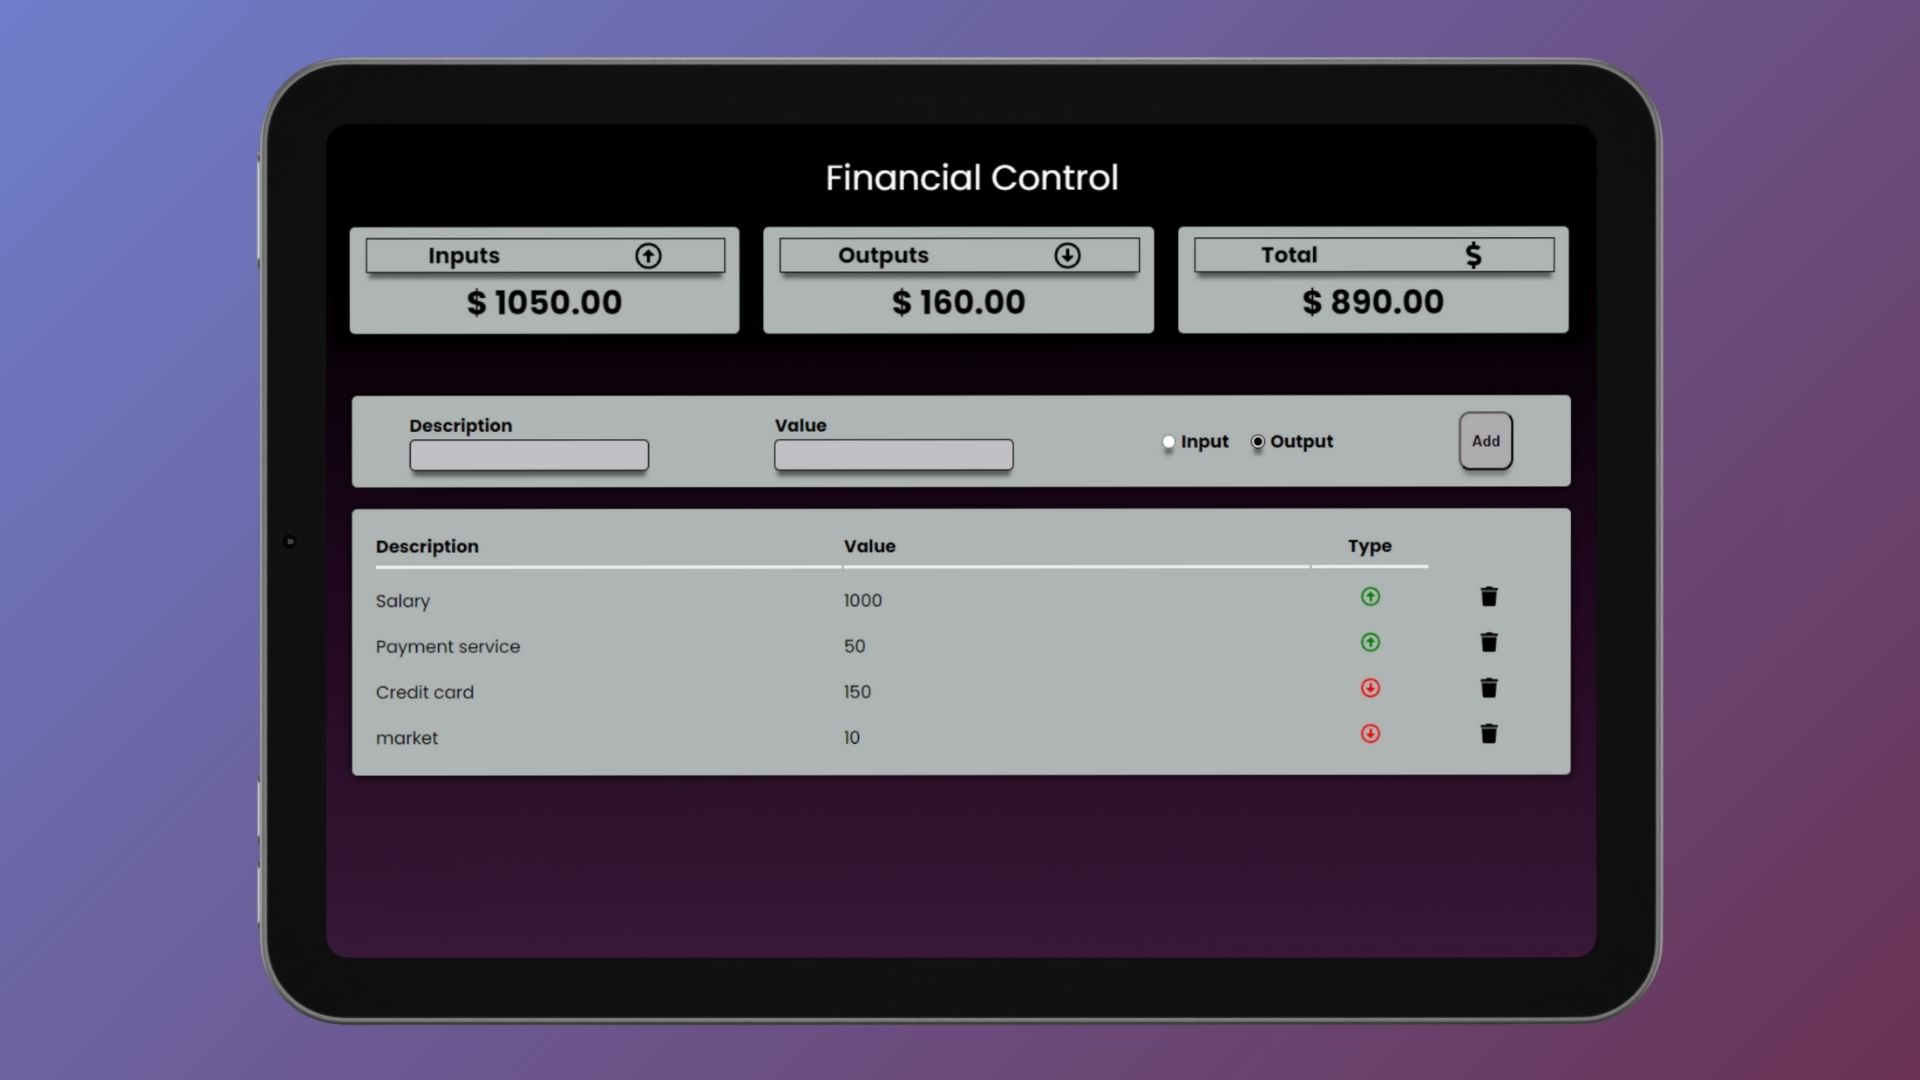 Financial Control
Inputs
$ 1050.00
Outputs
$ 160.00
Total
$
$ 890.00
Description
Value
Input
Output
Add
Description Value Type
Salary 1000
Payment service 50
Credit card 150
market 10